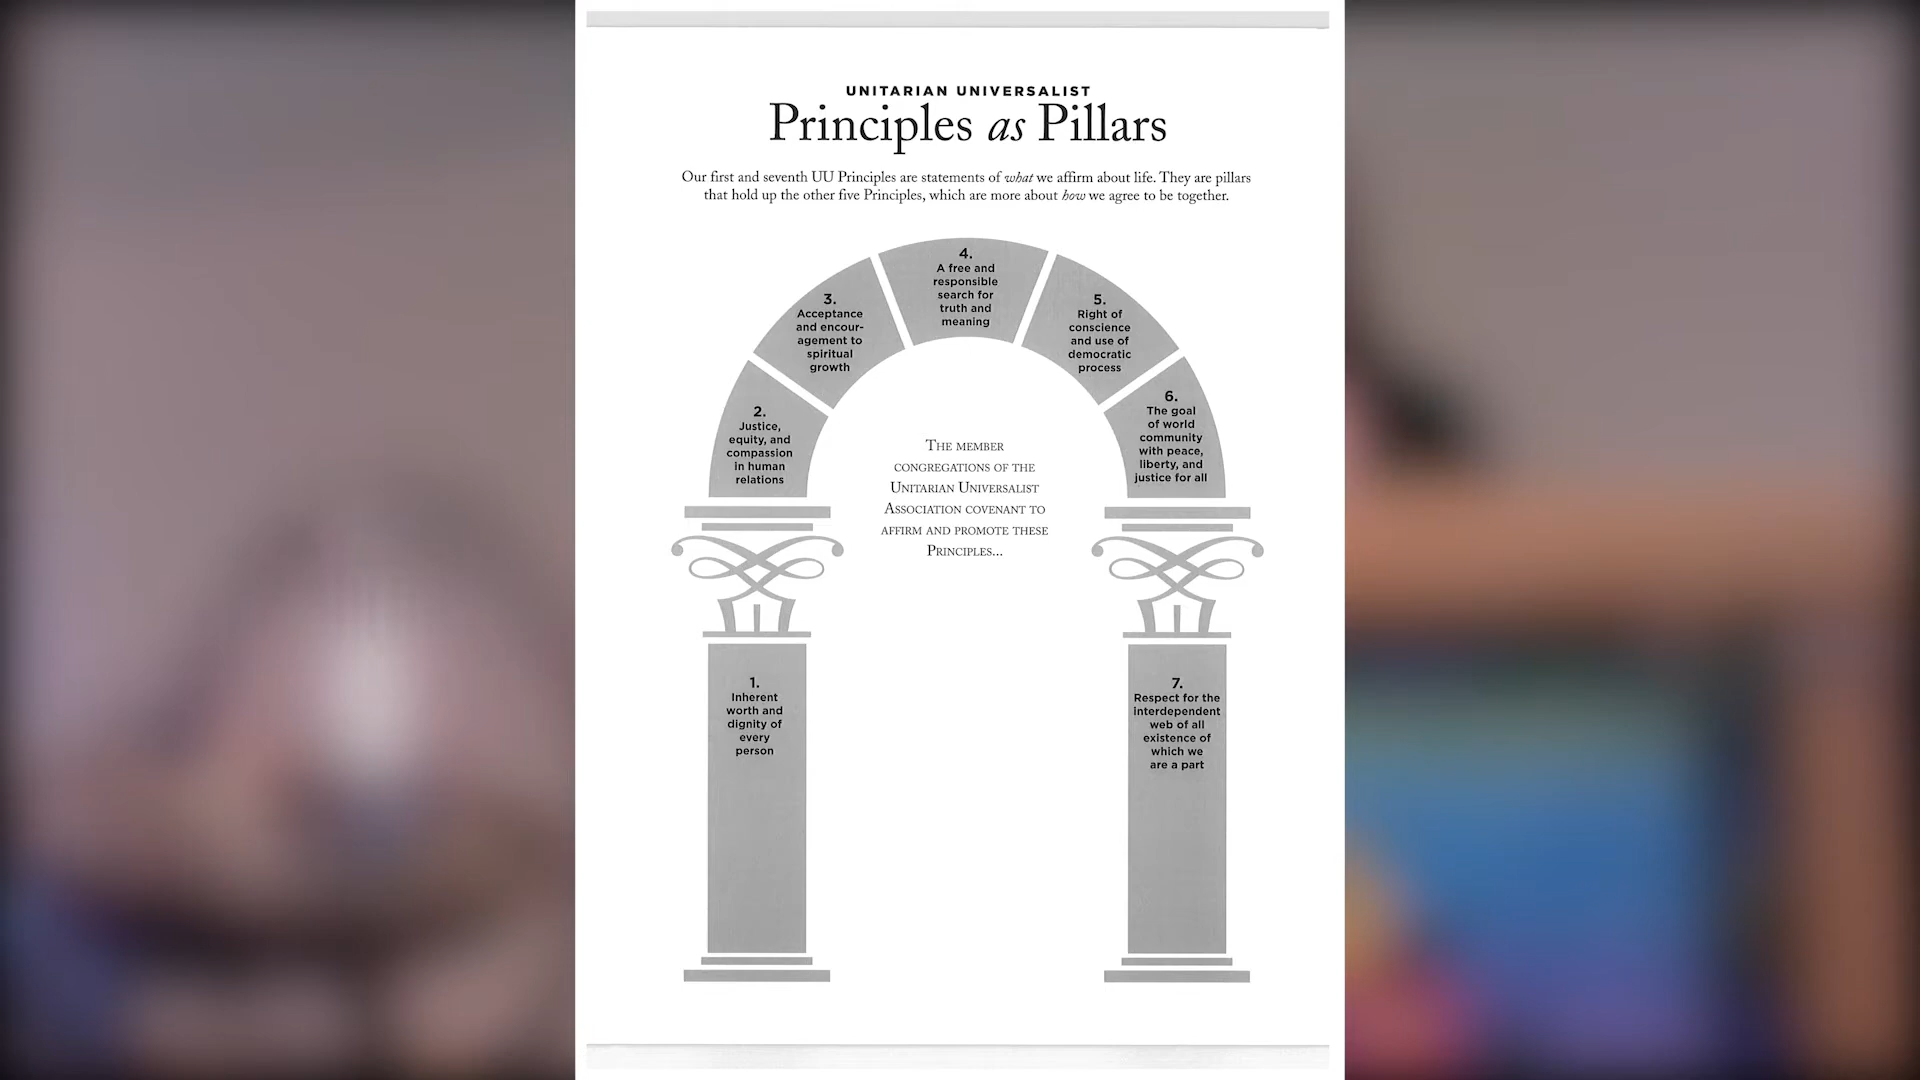 UNITARIAN UNIVERSALIST
Principles as Pillars
Our first and seventh UU Principles are statements of what we affirm about life. They are pillars
that hold up the other five Principles, which are more about how we agree to be together.
1.
Inherent
worth and
dignity of
every
person
2.
Justice,
equity, and
compassion
in human
relations
3.
Acceptance
and encour-
agement to
spiritual
growth
4.
A free and
responsible
search for
truth and
meaning
5.
Right of
conscience
and use of
democratic
process
6.
The goal
of world
community
with peace,
liberty, and
justice for all
7.
Respect for the
interdependent
web of all
existence of
which we
are a part
THE MEMBER
CONGREGATIONS OF THE
UNITARIAN UNIVERSALIST
ASSOCIATION COVENANT TO
AFFIRM AND PROMOTE THESE
PRINCIPLES...